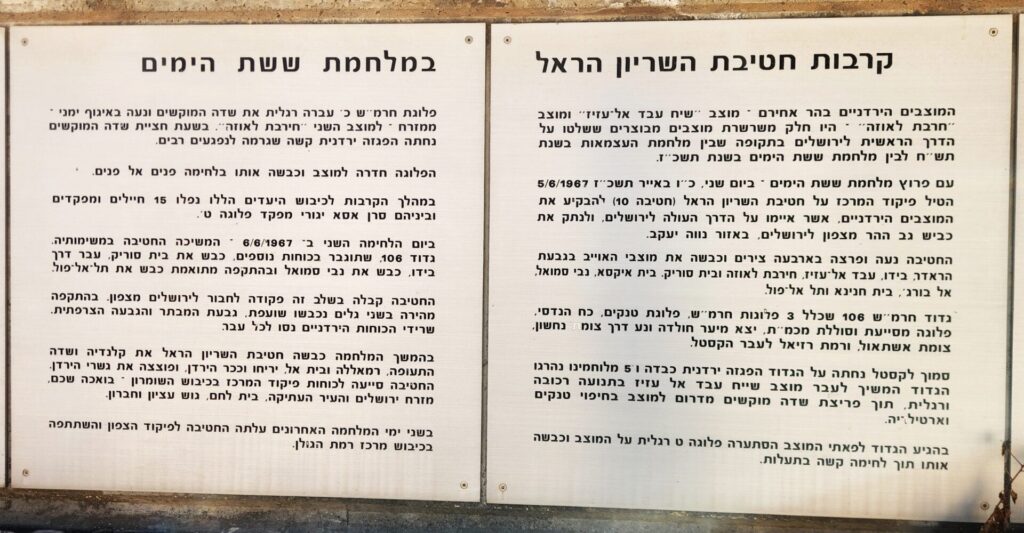 קרבות חטיבת השריון הראל
המוצבים הירדניים בהר אחירם - מוצב "שיח עבד אל-עזיז" ומוצב
"חרבת לאוזה" - היו חלק משרשרת מוצבים מבוצרים ששלטו על
הדרך הראשית לירושלים בתקופה שבין מלחמת העצמאות בשנת
תש"ח לבין מלחמת ששת הימים בשנת תשכ"ז.
עם פרוץ מלחמת ששת הימים - ביום שני, כ"ו באייר תשכ"ז 5/6/1967
הטיל פיקוד המרכז על חטיבת השריון הראל (חטיבה 10) להבקיע את
המוצבים הירדניים, אשר איימו על הדרך העולה לירושלים, ולנתק את
כביש גב ההר מצפון לירושלים, באזור נווה יעקב.
החטיבה נעה ופרצה בארבעה צירים וכבשה את מוצבי האוייב בגבעת
הראדר, בידו, עבד אל-עזיז, חירבת לאוזה ובית סוריק. בית איקסא, נבי סמואל,
אל בורג', בית חנינא ותל אל-פול.
גדוד חרמ"ש 106 שכלל 3 פלוגות חרמ"ש, פלוגת טנקים, כח הנדסי,
פלוגה מסייעת וסוללת מכמ"ת, יצא מיער חולדה ונע דרך צומת נחשון,
צומת אשתאול, ורמת רזיאל לעבר הקסטל.
סמוך לקסטל נחתה על הגדוד הפגזה ירדנית כבדה ו 5 מלוחמינו נהרגו
הגדוד המשיך לעבר מוצב שייח עבד אל עזיז בתנועה רכובה
ורגלית, תוך פריצת שדה מוקשים מדרום למוצב בחיפוי טנקים
וארטילריה.
בהגיע הגדוד לפאתי המוצב הסתערה פלוגה ט רגלית על המוצב וכבשה
אותו תוך לחימה קשה בתעלות.
במלחמת ששת הימים
פלוגת חרמ"ש כ' עברה רגלית את שדה המוקשים ונעה באיגוף ימני -
ממזרח - למוצב השני "חירבת לאוזה". בשעת חציית שדה המוקשים
נחתה הפגזה ירדנית קשה שגרמה לנפגעים רבים.
הפלוגה חדרה למוצב וכבשה אותו בלחימה פנים אל פנים.
במהלך הקרבות לכיבוש היעדים הללו נפלו 15 חיילים ומפקדים
וביניהם סרן אסא יגורי מפקד פלוגה ט'.
ביום הלחימה השני ב- 6/6/1967 - המשיכה החטיבה במשימותיה.
גדוד 106, שתוגבר בכוחות נוספים, כבש את בית סוריק, עבר דרך
בידו, כבש את נבי סמואל ובהתקפה מתואמת כבש את תל-אל-פול.
החטיבה קבלה בשלב זה פקודה לחבור לירושלים מצפון. בהתקפה
מהירה בשני גלים נכבשו שועפת, גבעת המבתר והגבעה הצרפתית.
שרידי הכוחות הירדניים נסו לכל עבר.
בהמשך המלחמה כבשה חטיבת השריון הראל את קלנדיה ושדה
התעופה, רמאללה ובית אל, יריחו וככר הירדן, ופוצצה את גשרי הירדן.
החטיבה סייעה לכוחות פיקוד המרכז בכיבוש השומרון - בואכה שכם,
מזרח ירושלים והעיר העתיקה, בית לחם, גוש עציון וחברון.
בשני ימי המלחמה האחרונים עלתה החטיבה לפיקוד הצפון והשתתפה
בכיבוש מרכז רמת הגולן.